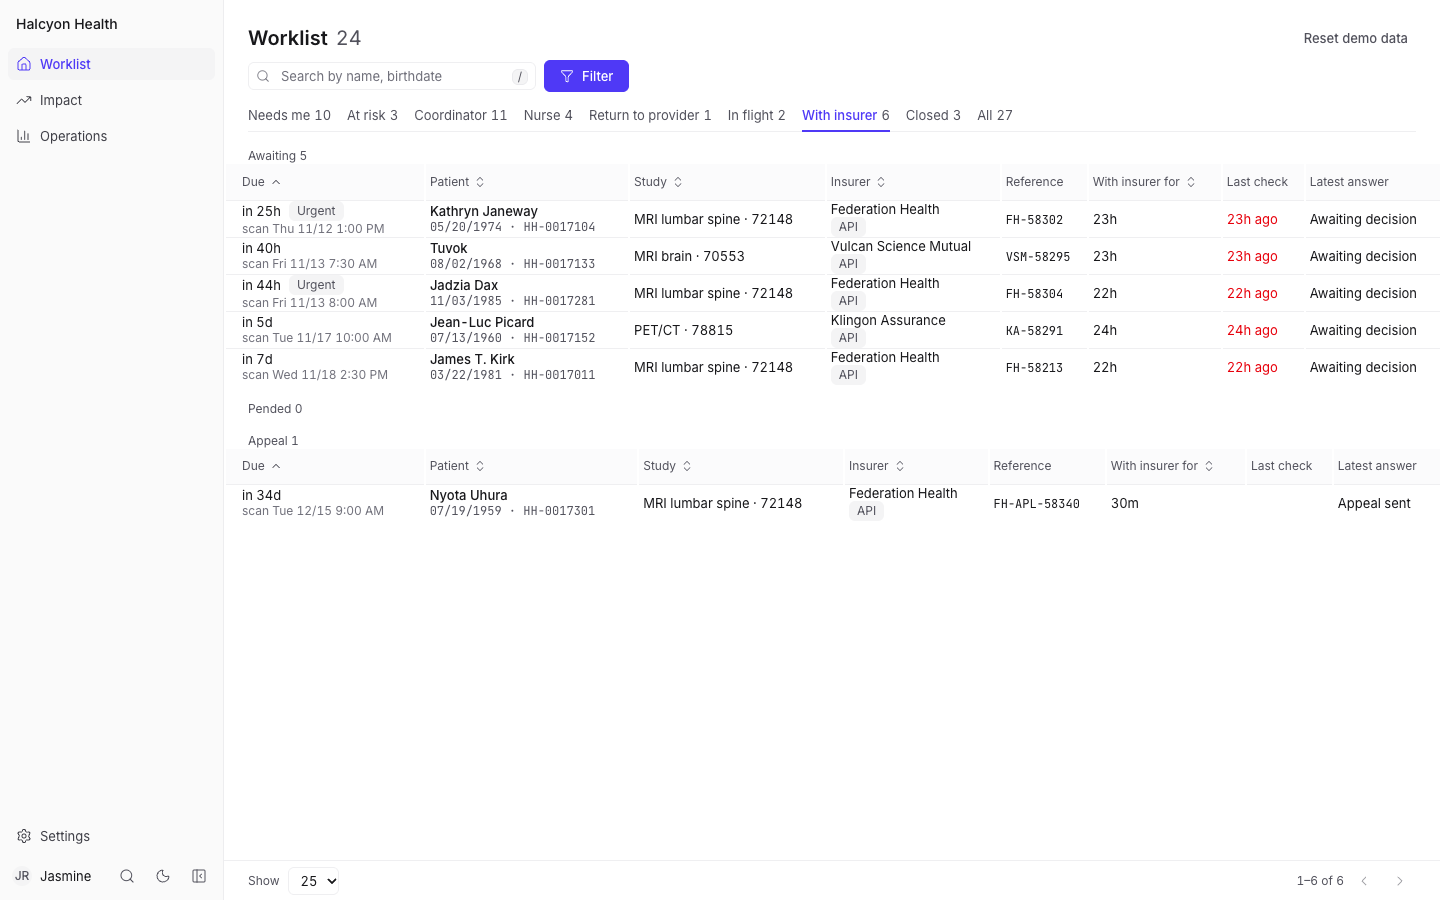 Halcyon Health
Worklist
Impact
Operations
Settings
JR Jasmine
Worklist 24
Reset demo data
Search by name, birthdate /
Filter
Needs me 10 At risk 3 Coordinator 11 Nurse 4 Return to provider 1 In flight 2 With insurer 6 Closed 3 All 27
Awaiting 5
Due Patient Study Insurer Reference With insurer for Last check Latest answer
in 25h Urgent Kathryn Janeway MRI lumbar spine · 72148 Federation Health FH-58302 23h 23h ago Awaiting decision
scan Thu 11/12 1:00 PM 05/20/1974 · HH-0017104 API
in 40h Tuvok MRI brain · 70553 Vulcan Science Mutual VSM-58295 23h 23h ago Awaiting decision
scan Fri 11/13 7:30 AM 08/02/1968 · HH-0017133 API
in 44h Urgent Jadzia Dax MRI lumbar spine · 72148 Federation Health FH-58304 22h 22h ago Awaiting decision
scan Fri 11/13 8:00 AM 11/03/1985 · HH-0017281 API
in 5d Jean-Luc Picard PET/CT · 78815 Klingon Assurance KA-58291 24h 24h ago Awaiting decision
scan Tue 11/17 10:00 AM 07/13/1960 · HH-0017152 API
in 7d James T. Kirk MRI lumbar spine · 72148 Federation Health FH-58213 22h 22h ago Awaiting decision
scan Wed 11/18 2:30 PM 03/22/1981 · HH-0017011 API
Pended 0
Appeal 1
Due Patient Study Insurer Reference With insurer for Last check Latest answer
in 34d Nyota Uhura MRI lumbar spine · 72148 Federation Health FH-APL-58340 30m Appeal sent
scan Tue 12/15 9:00 AM 07/19/1959 · HH-0017301 API
Show 25
1–6 of 6